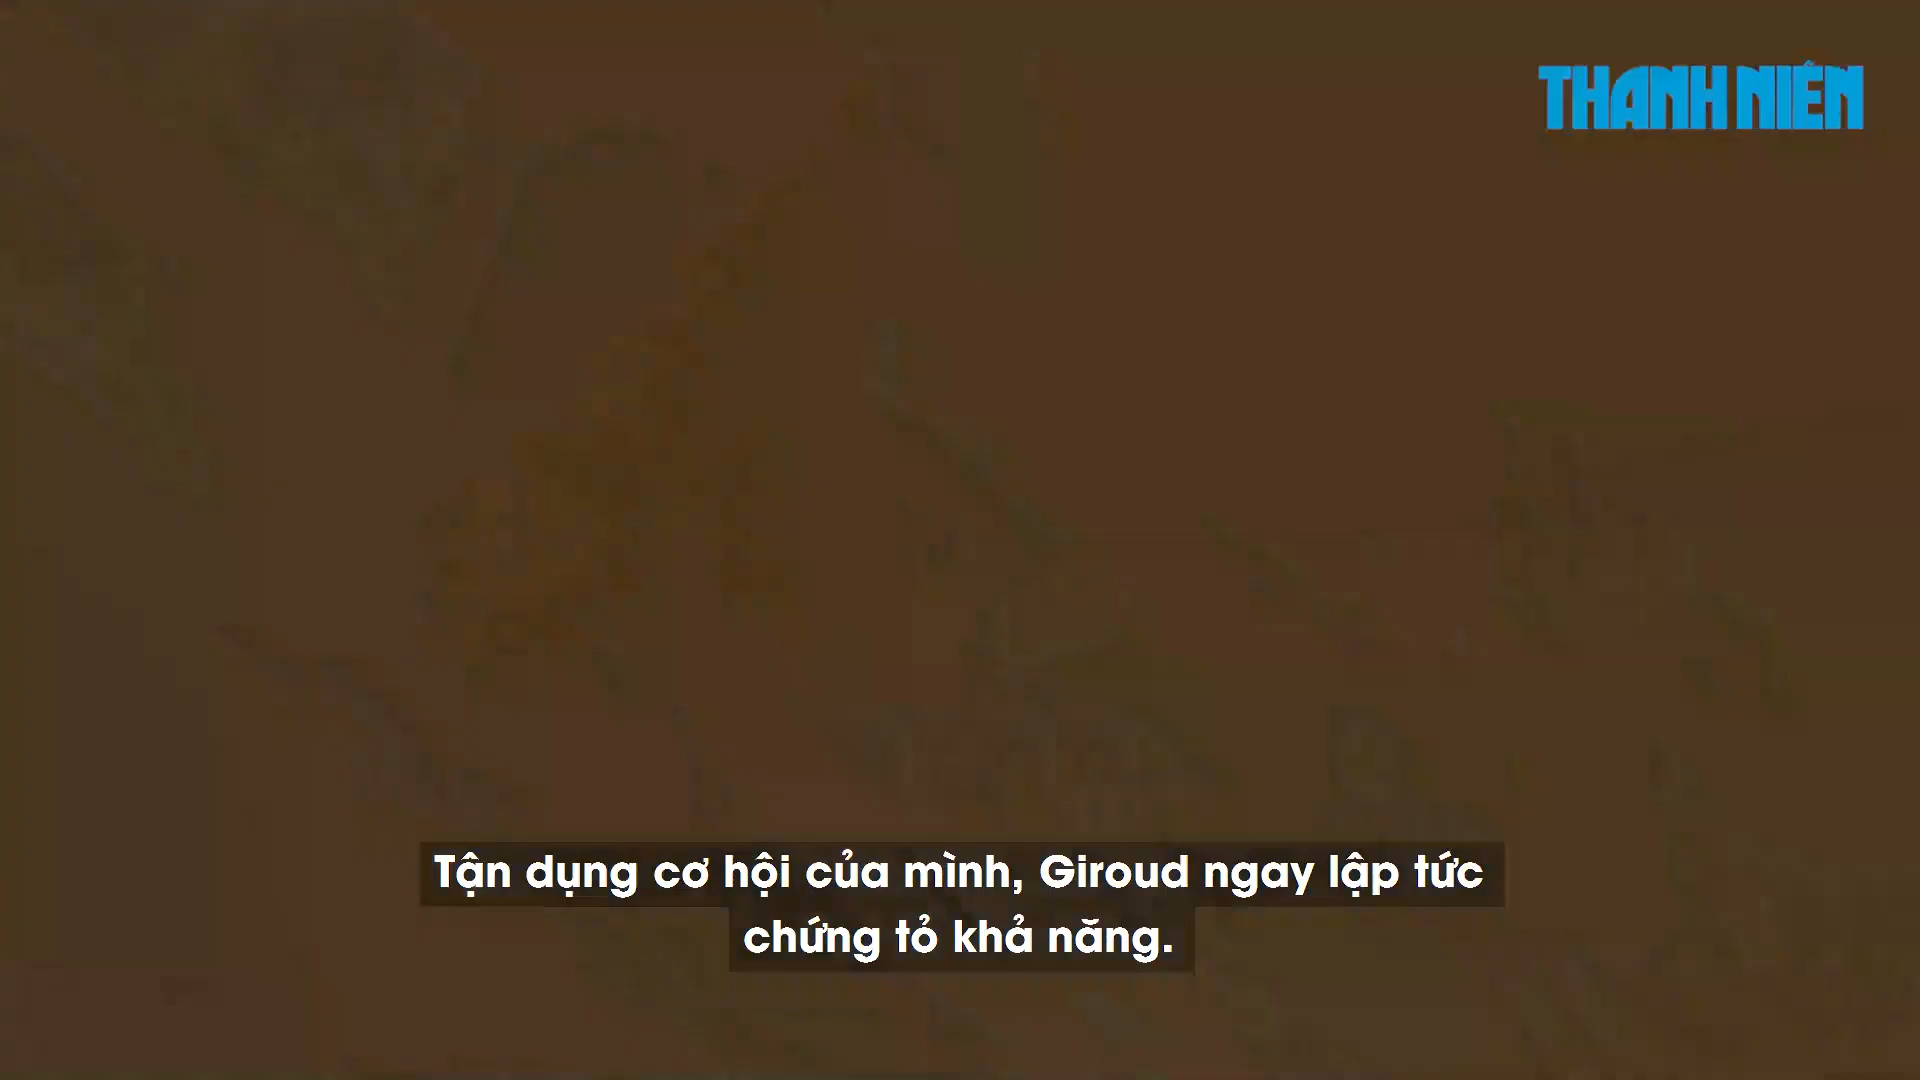 THANH NIÊN
Tận dụng cơ hội của mình, Giroud ngay lập tức
chứng tỏ khả năng.